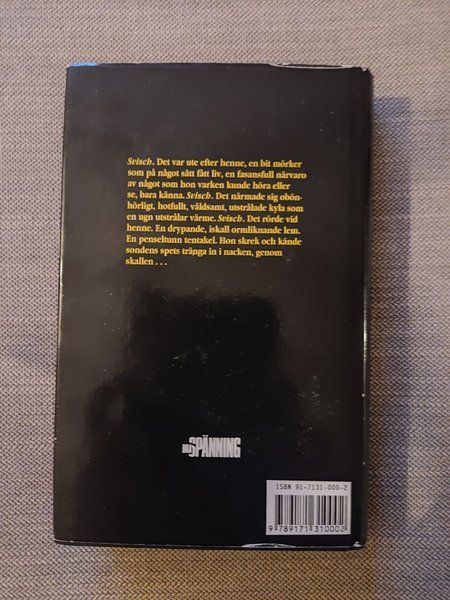 Svisch. Det var ute efter henne, en bit mörker
som på något sätt fått liv, en fasansfull närvaro
av något som hon varken kunde höra eller
se, bara känna. Svisch. Det närmade sig obön-
hörligt, hotfullt, våldsamt, utstrålade kyla som
en ugn utstrålar värme. Svisch. Det rörde vid
henne. En drypande, iskall ormliknande lem.
En penseltunn tentakel. Hon skrek och kände
sondens spets tränga in i nacken, genom
skallen . . .
SPÄNNING
ISBN 91-7131-000-2
9 789171 310002